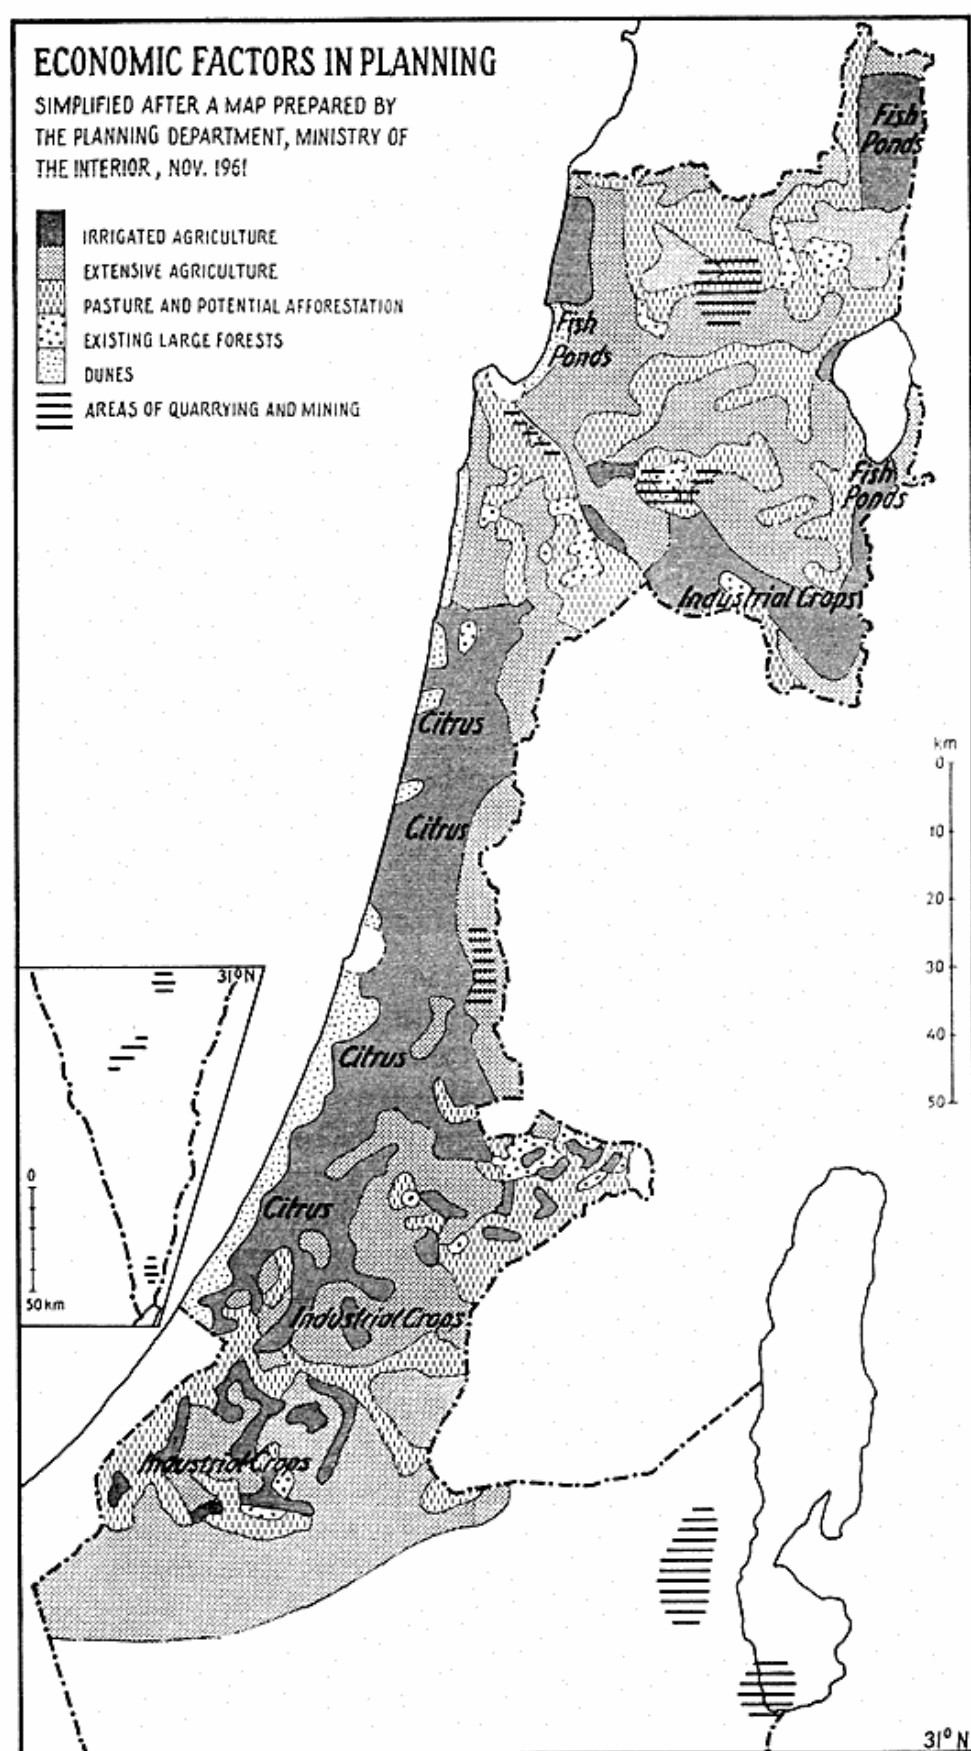 ECONOMIC FACTORS IN PLANNING
SIMPLIFIED AFTER A MAP PREPARED BY
THE PLANNING DEPARTMENT, MINISTRY OF
THE INTERIOR, NOV. 1961
IRRIGATED AGRICULTURE
EXTENSIVE AGRICULTURE
PASTURE AND POTENTIAL AFFORESTATION
EXISTING LARGE FORESTS
DUNES
AREAS OF QUARRYING AND MINING
Fish
Ponds
Fish
Ponds
Fish
Ponds
Industrial Crops
Citrus
km
0
10
20
30
40
50
Citrus
Citrus
Citrus
Industrial Crops
Industrial Crops
31°N
0
50 km
31°N